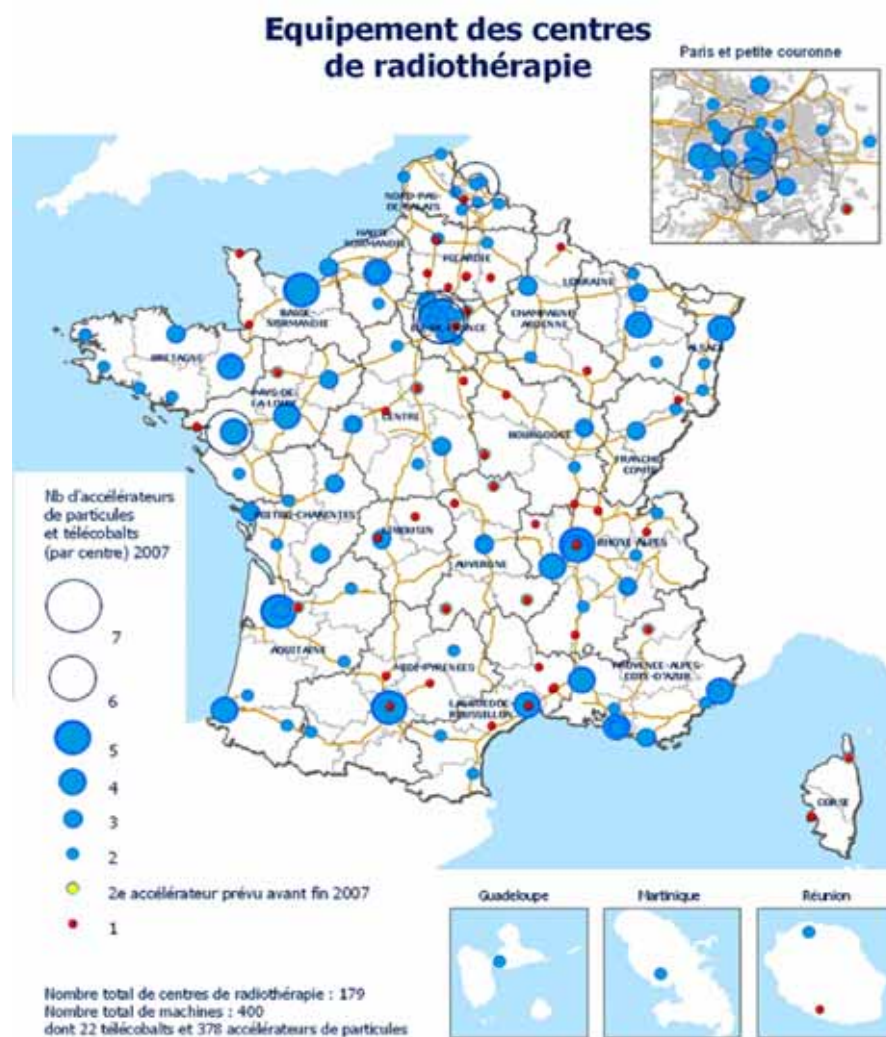 Equipement des centres
de radiothérapie
Paris et petite couronne
NORD-PAS-
DE-CALAIS
HAUTE
NORMANDIE
PICARDIE
LORRAINE
BASSE-
NORMANDIE
ILE-DE-FRANCE
CHAMPAGNE
ARDENNE
ALSACE
BRETAGNE
PAYS-DE-
LA-LOIRE
CENTRE
BOURGOGNE
FRANCHE
COMTE
POITOU-CHARENTES
LIMOUSIN
AUVERGNE
RHONE-ALPES
AQUITAINE
MIDI-PYRENEES
LANGUEDOC-
ROUSSILLON
PROVENCE-ALPES-
COTE-D'AZUR
CORSE
Nb d'accélérateurs
de particules
et télécobalts
(par centre) 2007
7
6
5
4
3
2
2e accélérateur prévu avant fin 2007
1
Guadeloupe
Martinique
Réunion
Nombre total de centres de radiothérapie : 179
Nombre total de machines : 400
dont 22 télécobalts et 378 accélérateurs de particules